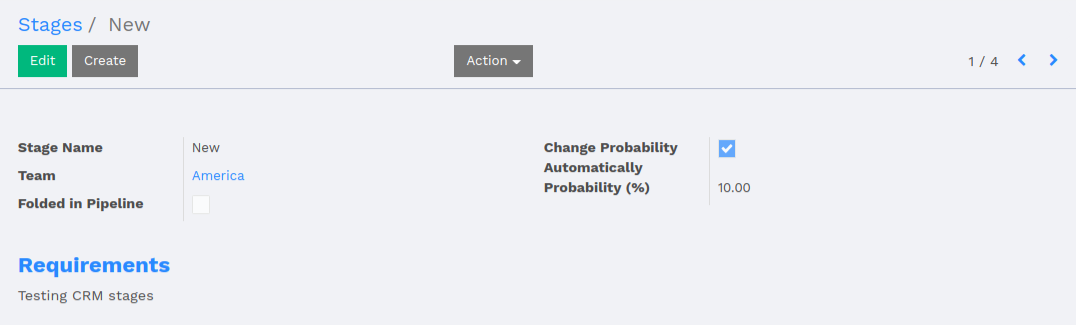 Stages / New
Edit Create Action 1 / 4
Stage Name New
Team America
Folded in Pipeline
Change Probability
Automatically
Probability (%) 10.00
Requirements
Testing CRM stages